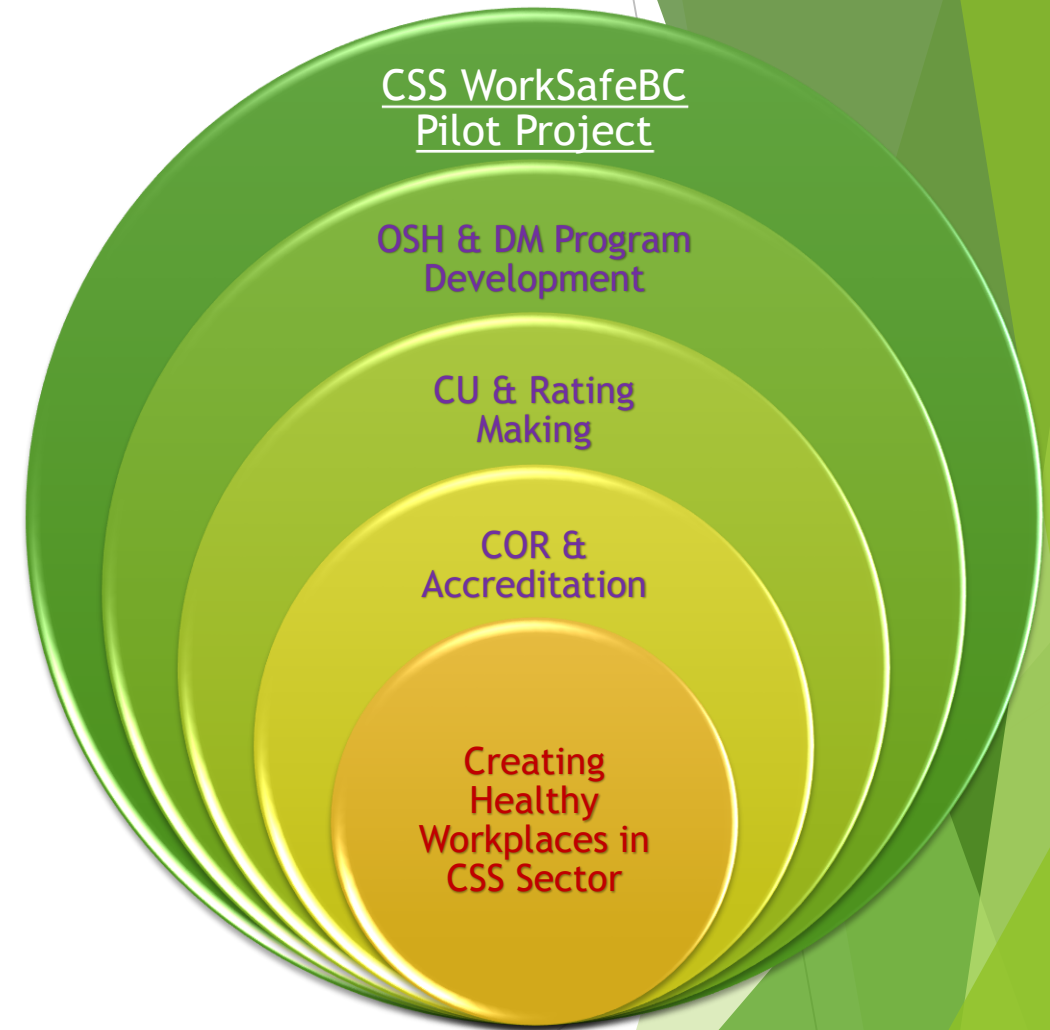 CSS WorkSafeBC
Pilot Project
OSH & DM Program
Development
CU & Rating
Making
COR &
Accreditation
Creating
Healthy
Workplaces in
CSS Sector